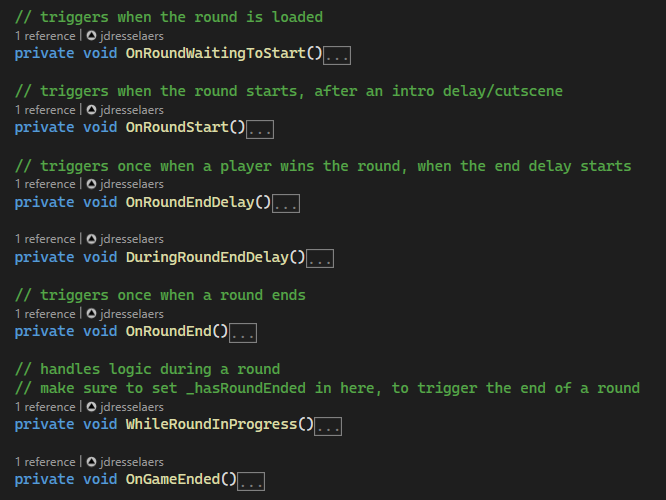 // triggers when the round is loaded
1 reference | jdresselaers
private void OnRoundWaitingToStart()...
// triggers when the round starts, after an intro delay/cutscene
1 reference | jdresselaers
private void OnRoundStart()...
// triggers once when a player wins the round, when the end delay starts
1 reference | jdresselaers
private void OnRoundEndDelay()...
1 reference | jdresselaers
private void DuringRoundEndDelay()...
// triggers once when a round ends
1 reference | jdresselaers
private void OnRoundEnd()...
// handles logic during a round
// make sure to set _hasRoundEnded in here, to trigger the end of a round
1 reference | jdresselaers
private void WhileRoundInProgress()...
1 reference | jdresselaers
private void OnGameEnded()...